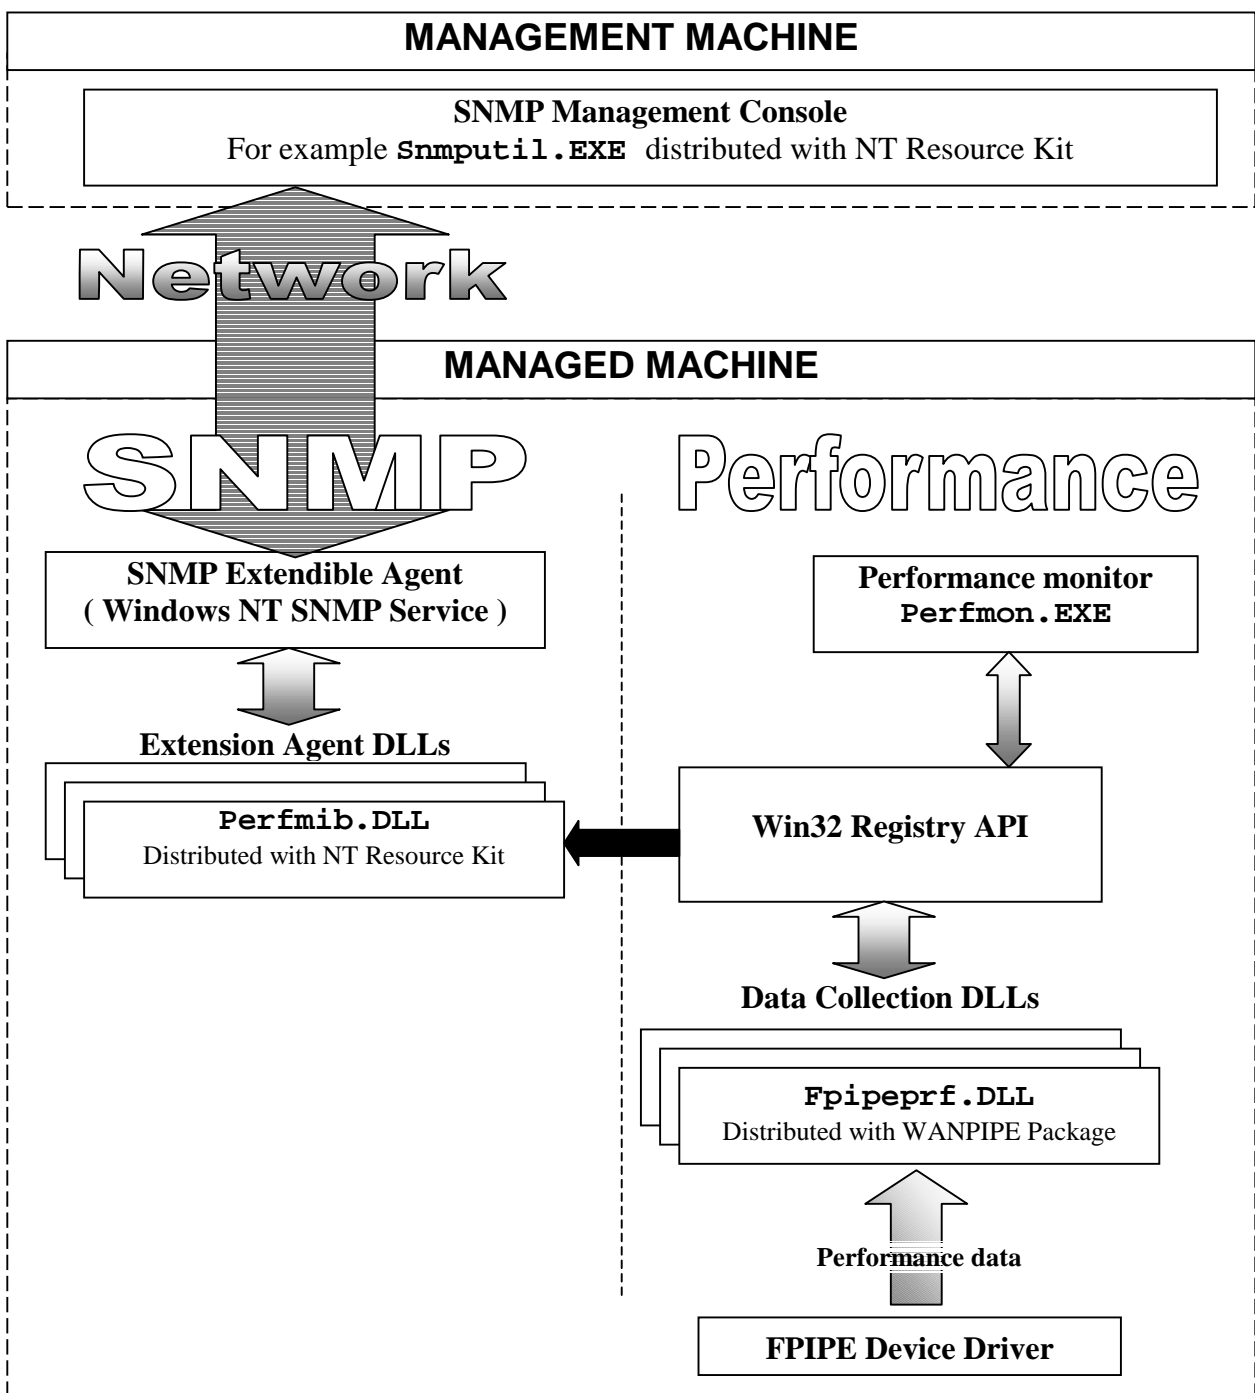 MANAGEMENT MACHINE
SNMP Management Console
For example Snmputil.EXE distributed with NT Resource Kit
Network
MANAGED MACHINE
SNMP
Performance
SNMP Extendible Agent
( Windows NT SNMP Service )
Performance monitor
Perfmon.EXE
Extension Agent DLLs
Perfmib.DLL
Distributed with NT Resource Kit
Win32 Registry API
Data Collection DLLs
Fpipeprf.DLL
Distributed with WANPIPE Package
Performance data
FPIPE Device Driver